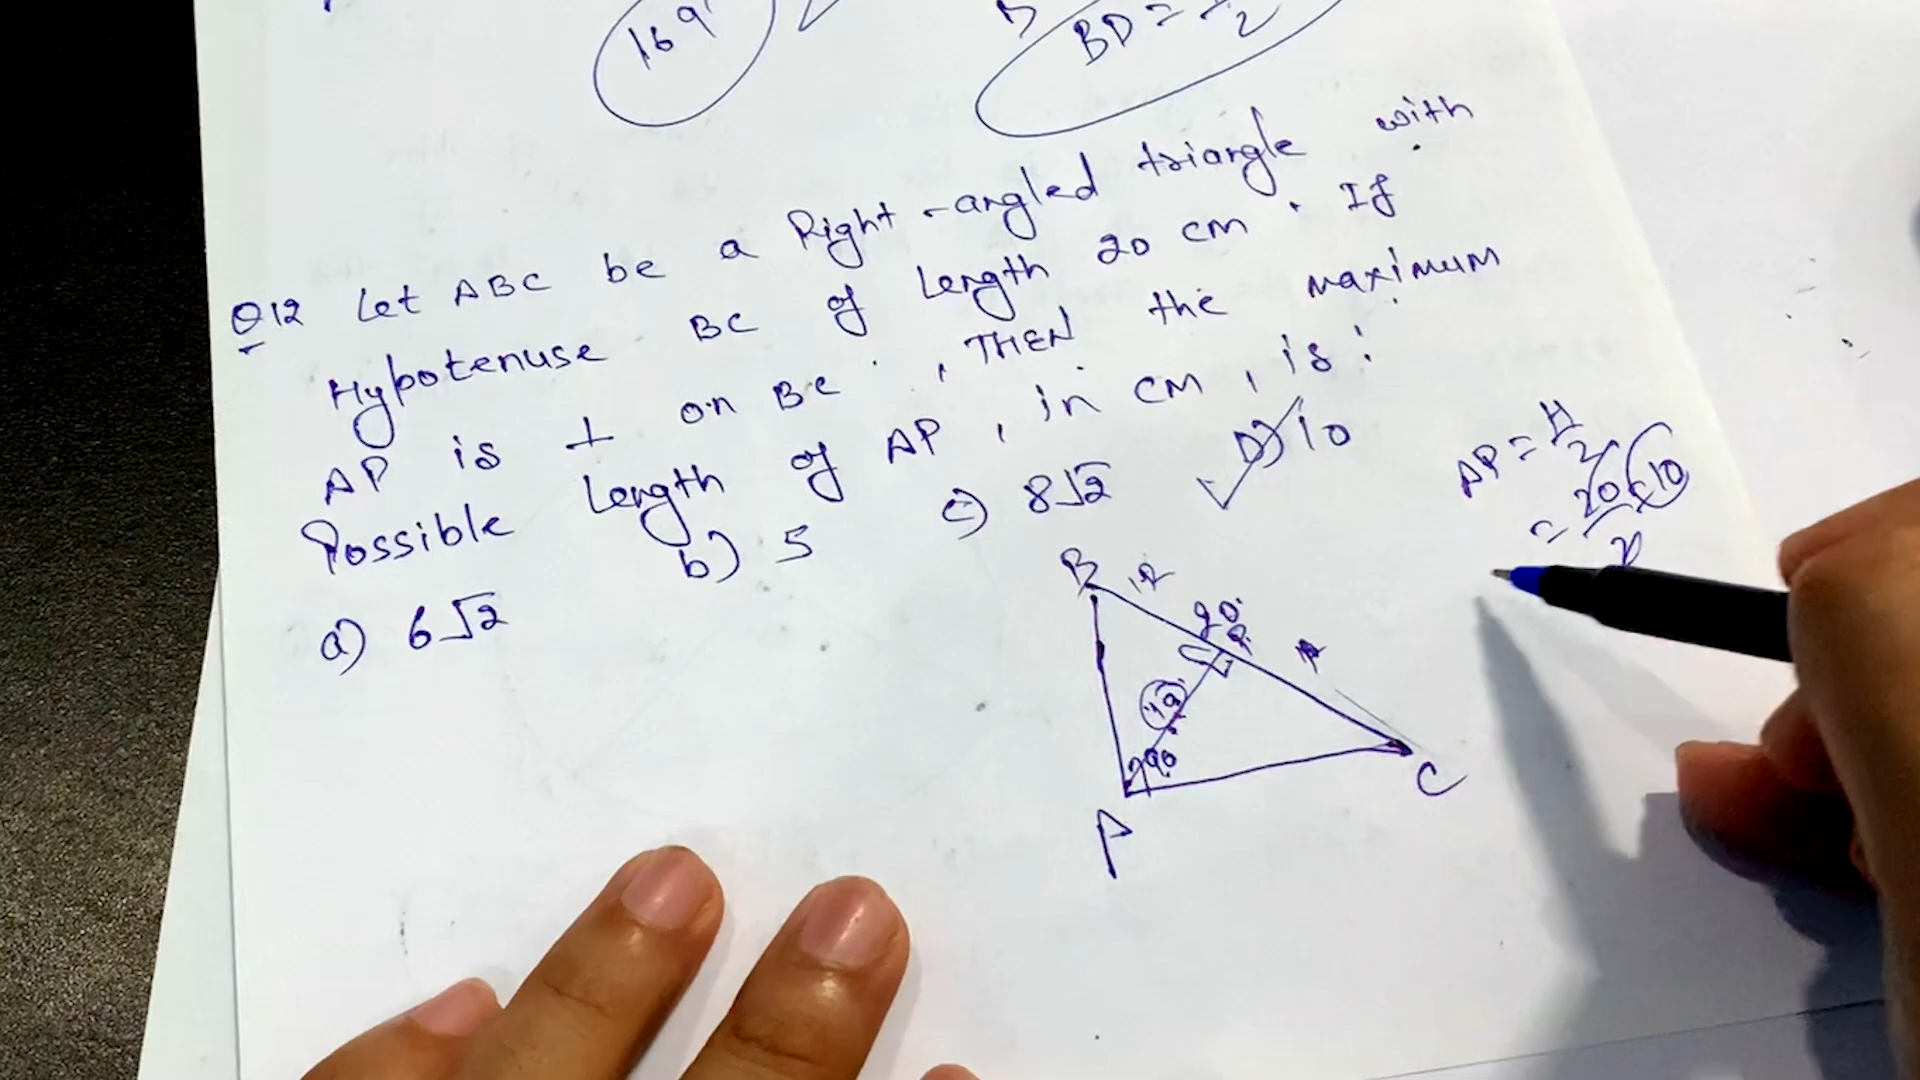 169
BD =
2
Q12 Let ABC be a Right-angled triangle with
Hypotenuse BC of Length 20 cm. If
AP is ⊥ on BC, THEN the maximum
Possible Length of AP, in cm, is:
a) 6√2 b) 5 c) 8√2 D) 10
AP = H/2
= 20/2 = 10
B
20
10
90
C